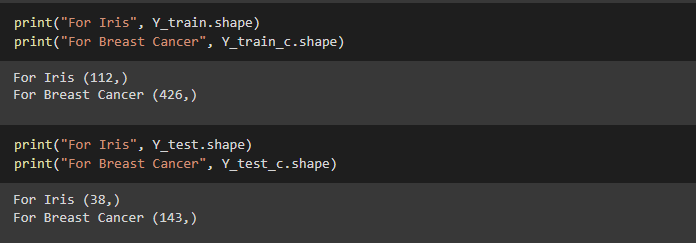 print("For Iris", Y_train.shape)
print("For Breast Cancer", Y_train_c.shape)
For Iris (112,)
For Breast Cancer (426,)
print("For Iris", Y_test.shape)
print("For Breast Cancer", Y_test_c.shape)
For Iris (38,)
For Breast Cancer (143,)